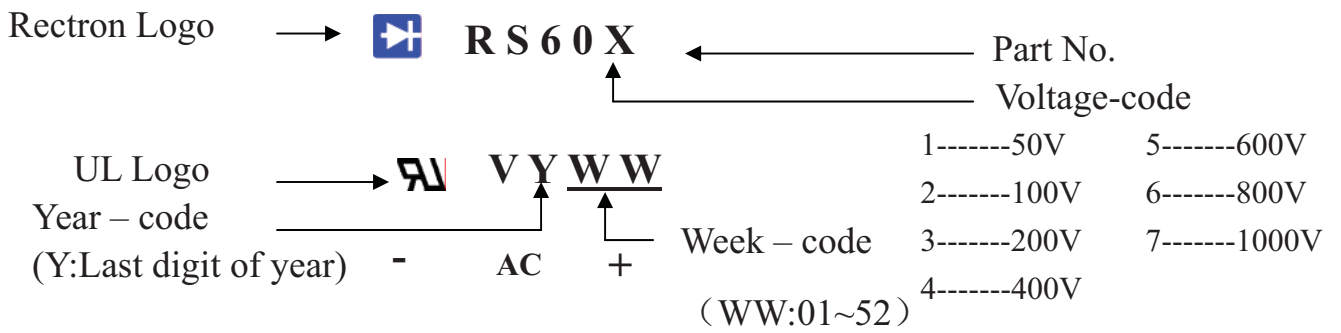 Rectron Logo R S 6 0 X Part No.
Voltage-code
1-------50V 5-------600V
UL Logo V Y W W
2-------100V 6-------800V
Year – code
Week – code 3-------200V 7-------1000V
(Y:Last digit of year) - AC +
4-------400V
（WW:01~52）